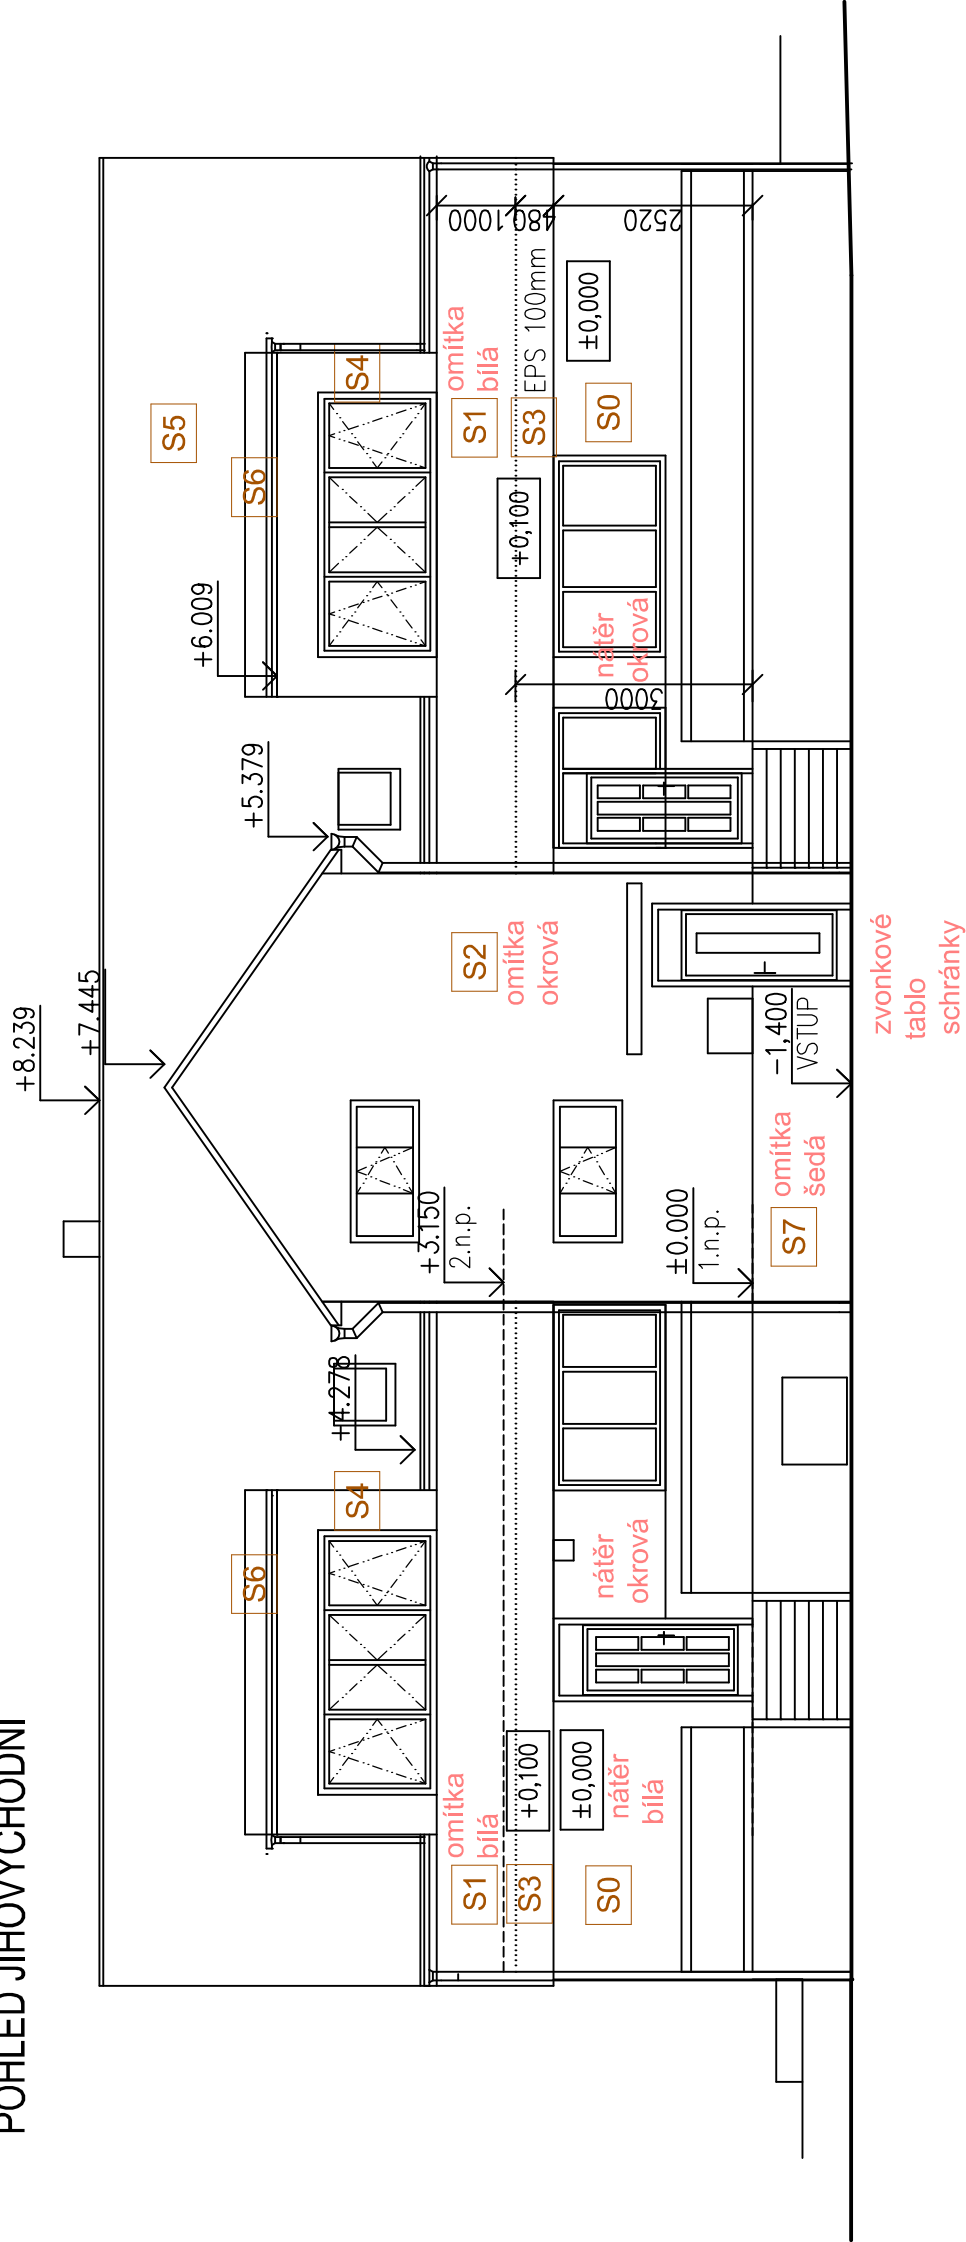 POHLED JIHOVÝCHODNÍ
+8.239
+7.445
+6.009
+5.379
+4.278
+3.150
2.n.p.
±0.000
1.n.p.
-1,400
VSTUP
S5
S6
S6
S4
S4
omítka
bílá
S1
S3
+0,100
±0,000
nátěr
bílá
S0
nátěr
okrová
S2
omítka
okrová
omítka
šedá
S7
zvonkové
tablo
schránky
omítka
bílá
S1
S3
EPS 100mm
+0,100
±0,000
S0
nátěr
okrová
1000
480
2520
3000